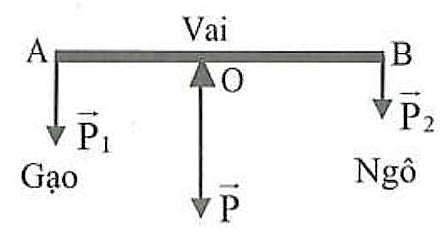 Vai
A B
O
P⃗₁ P⃗₂
Gạo Ngô
P⃗